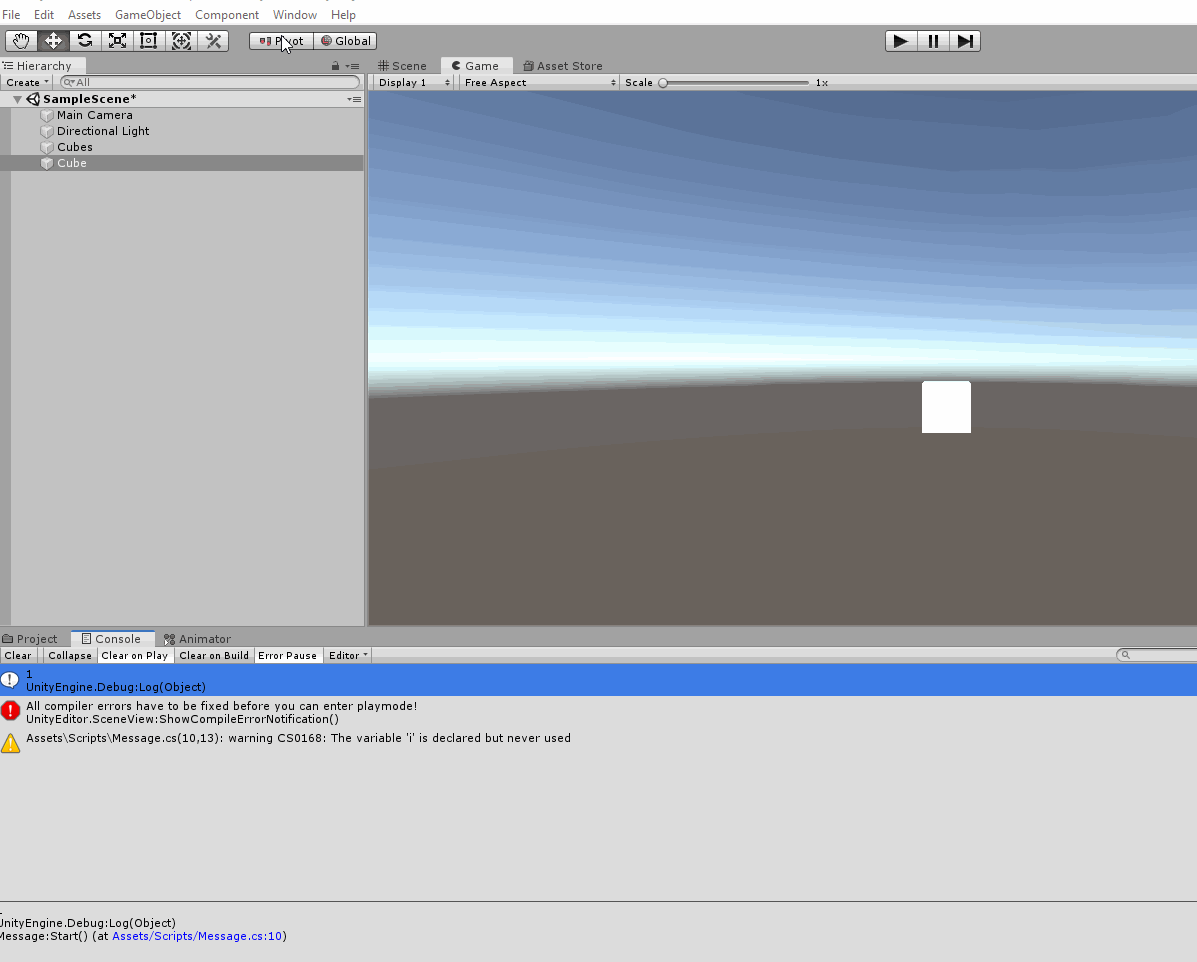 File Edit Assets GameObject Component Window Help
Pivot Global
Hierarchy
Scene Game Asset Store
Create All
Display 1 Free Aspect Scale 1x
SampleScene*
Main Camera
Directional Light
Cubes
Cube
Project Console Animator
Clear Collapse Clear on Play Clear on Build Error Pause Editor
1
UnityEngine.Debug:Log(Object)
All compiler errors have to be fixed before you can enter playmode!
UnityEditor.SceneView:ShowCompileErrorNotification()
Assets\Scripts\Message.cs(10,13): warning CS0168: The variable 'i' is declared but never used
UnityEngine.Debug:Log(Object)
Message:Start() (at Assets/Scripts/Message.cs:10)